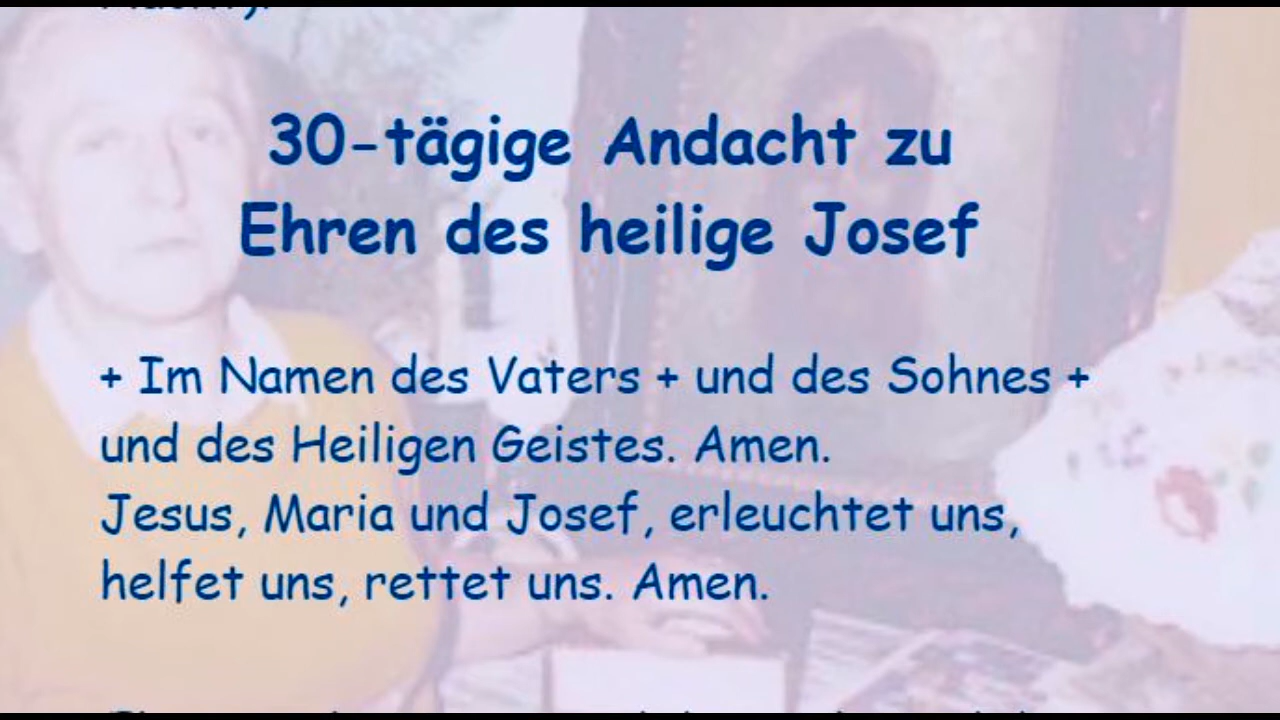 30-tägige Andacht zu
Ehren des heilige Josef
+ Im Namen des Vaters + und des Sohnes +
und des Heiligen Geistes. Amen.
Jesus, Maria und Josef, erleuchtet uns,
helfet uns, rettet uns. Amen.